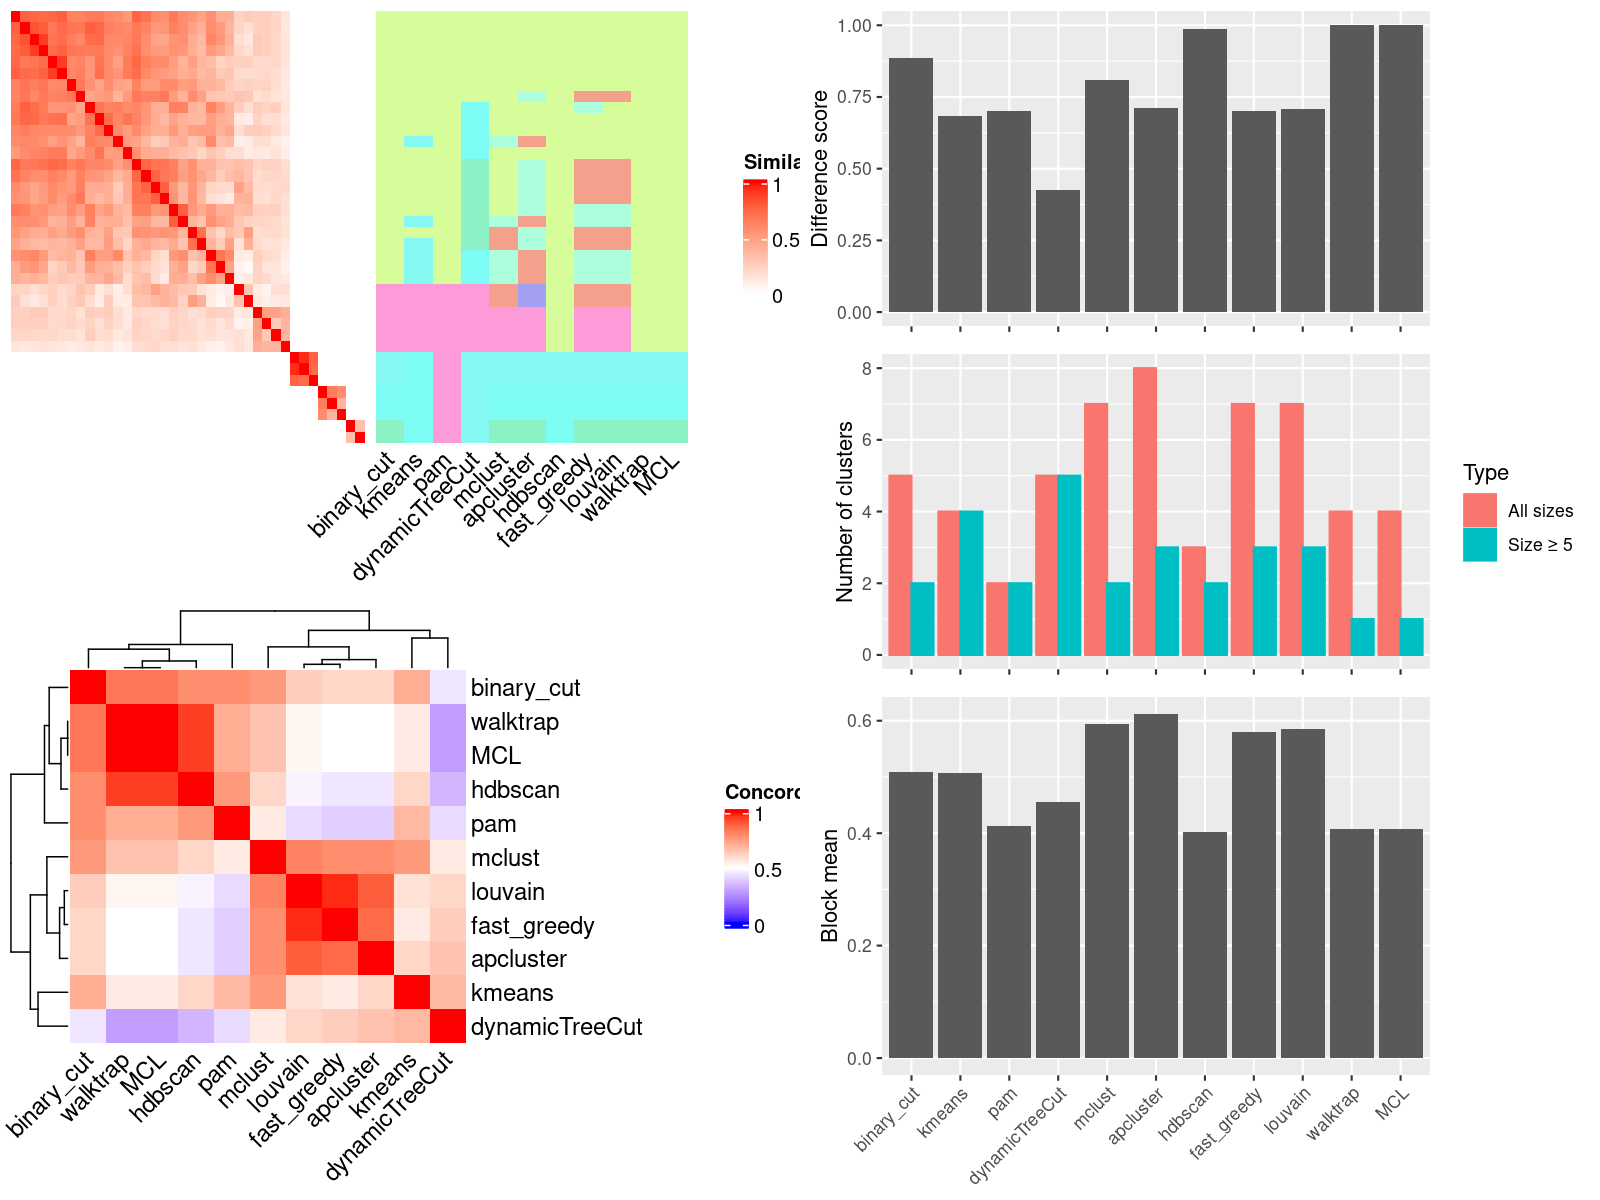 Simila
1
0.5
0
binary_cut
kmeans
pam
dynamicTreeCut
mclust
apcluster
hdbscan
fast_greedy
louvain
walktrap
MCL
binary_cut
walktrap
MCL
hdbscan
pam
mclust
louvain
fast_greedy
apcluster
kmeans
dynamicTreeCut
binary_cut
walktrap
MCL
hdbscan
pam
mclust
louvain
fast_greedy
apcluster
kmeans
dynamicTreeCut
Concord
1
0.5
0
Difference score
1.00
0.75
0.50
0.25
0.00
Number of clusters
8
6
4
2
0
Type
All sizes
Size ≥ 5
Block mean
0.6
0.4
0.2
0.0
binary_cut
kmeans
pam
dynamicTreeCut
mclust
apcluster
hdbscan
fast_greedy
louvain
walktrap
MCL